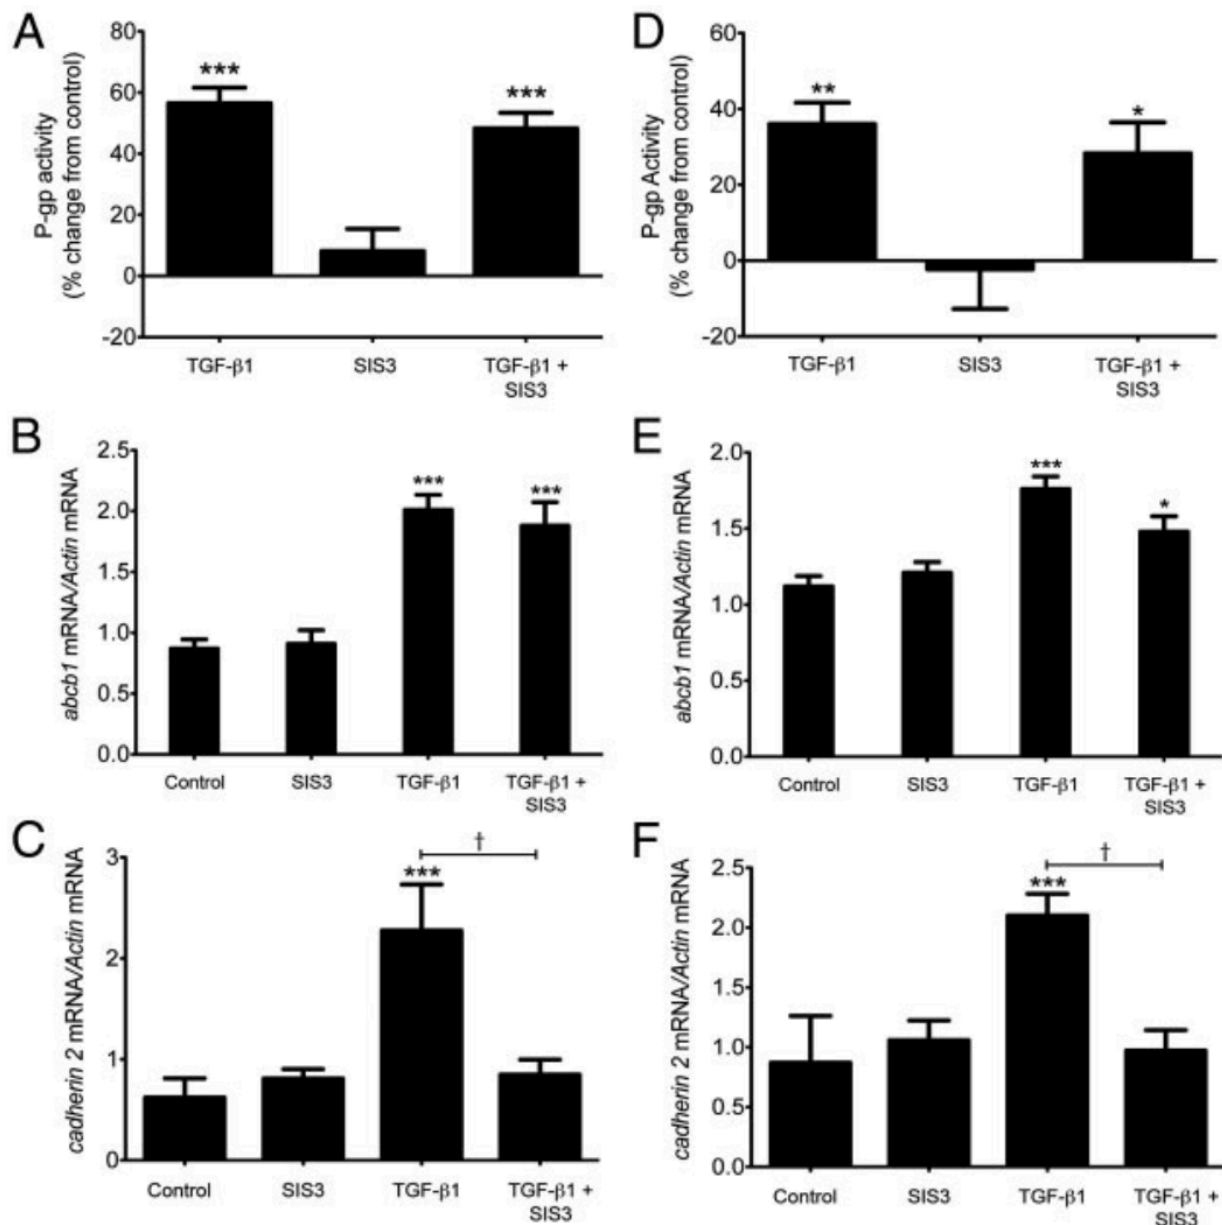 A
P-gp activity
(% change from control)
80
60
40
20
0
-20
***
***
TGF-β1
SIS3
TGF-β1 +
SIS3
D
P-gp Activity
(% change from control)
60
40
20
0
-20
**
*
TGF-β1
SIS3
TGF-β1 +
SIS3
B
abcb1 mRNA/Actin mRNA
2.5
2.0
1.5
1.0
0.5
0.0
***
***
Control
SIS3
TGF-β1
TGF-β1 +
SIS3
E
abcb1 mRNA/Actin mRNA
2.0
1.5
1.0
0.5
0.0
***
*
Control
SIS3
TGF-β1
TGF-β1 +
SIS3
C
cadherin 2 mRNA/Actin mRNA
3
2
1
0
†
***
Control
SIS3
TGF-β1
TGF-β1 +
SIS3
F
cadherin 2 mRNA/Actin mRNA
2.5
2.0
1.5
1.0
0.5
0.0
†
***
Control
SIS3
TGF-β1
TGF-β1 +
SIS3